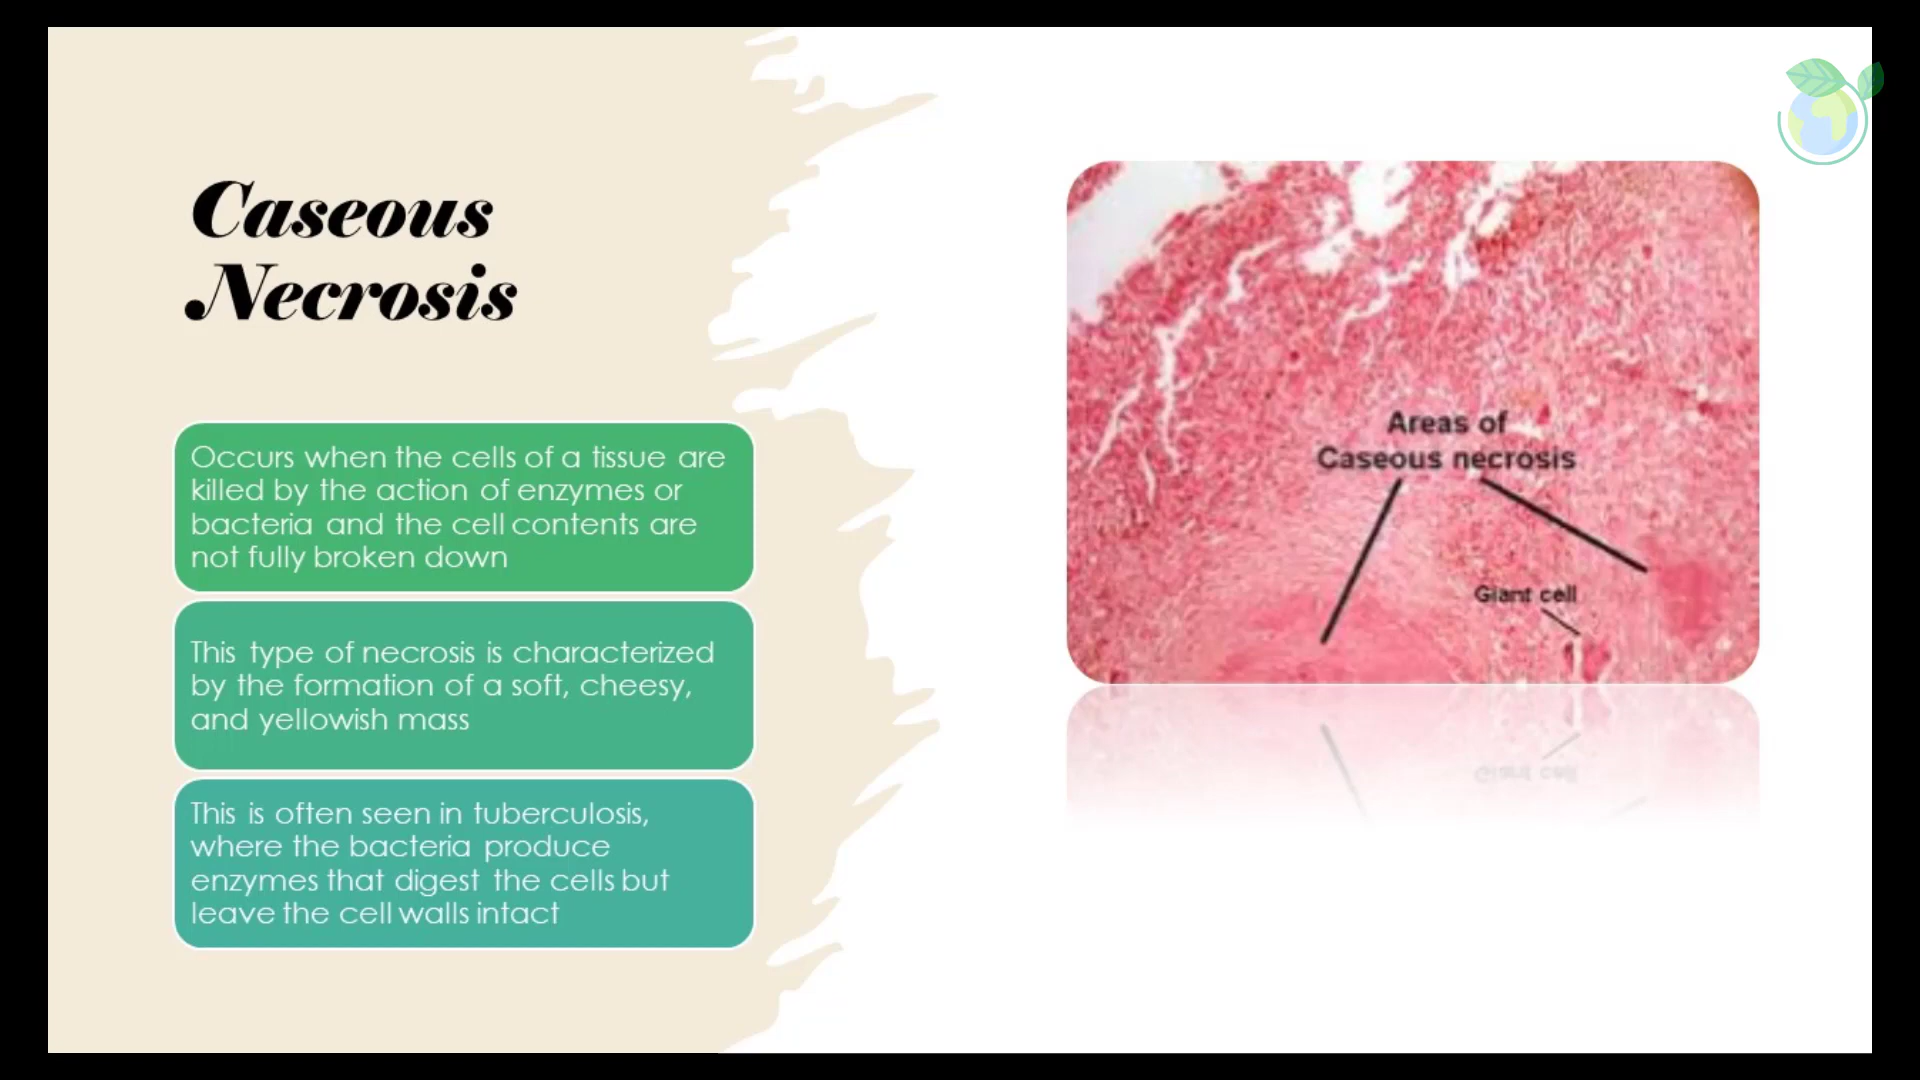 Caseous
Necrosis
Occurs when the cells of a tissue are
killed by the action of enzymes or
bacteria and the cell contents are
not fully broken down
This type of necrosis is characterized
by the formation of a soft, cheesy,
and yellowish mass
This is often seen in tuberculosis,
where the bacteria produce
enzymes that digest the cells but
leave the cell walls intact
Areas of
Caseous necrosis
Giant cell